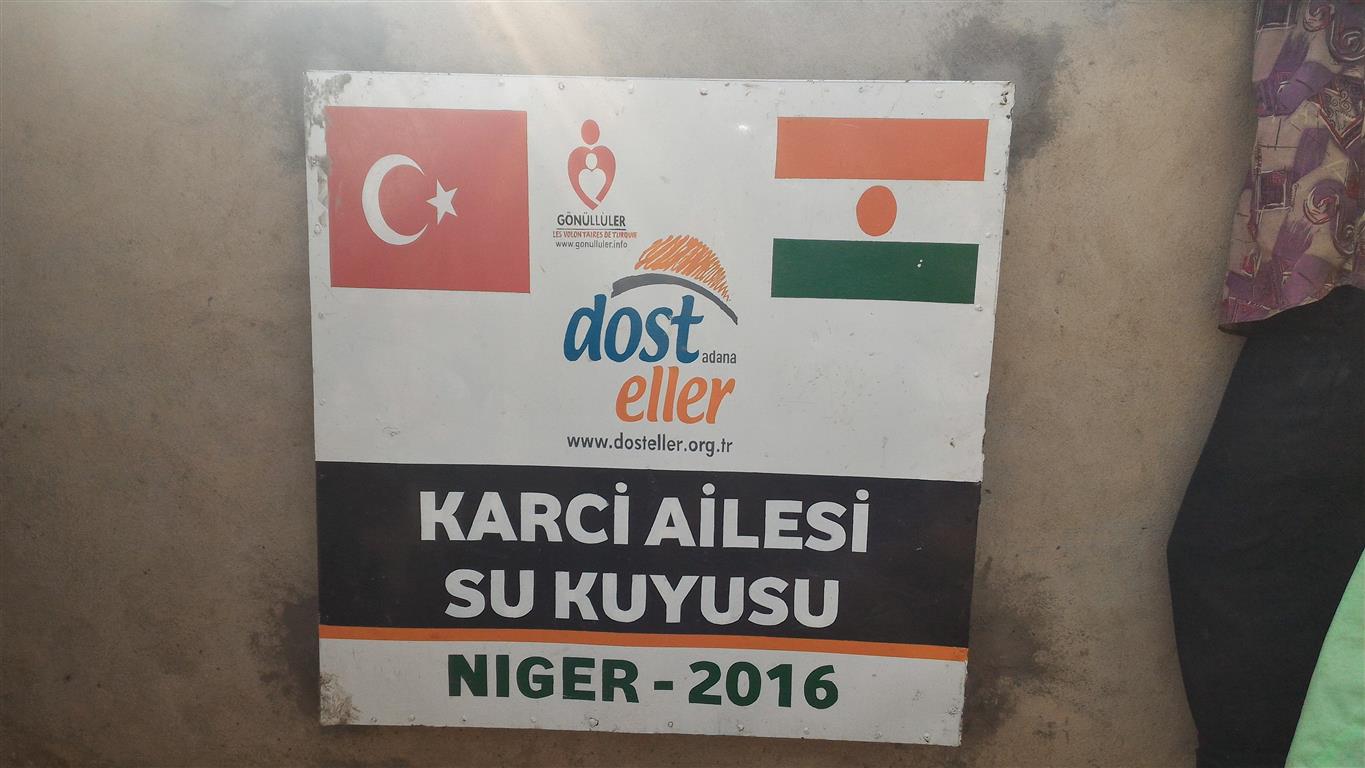 GÖNÜLLÜLER
LES VOLONTAIRES DE TURQUIE
www.gonulluler.info
dost
adana
eller
www.dosteller.org.tr
KARCİ AİLESİ
SU KUYUSU
NIGER - 2016